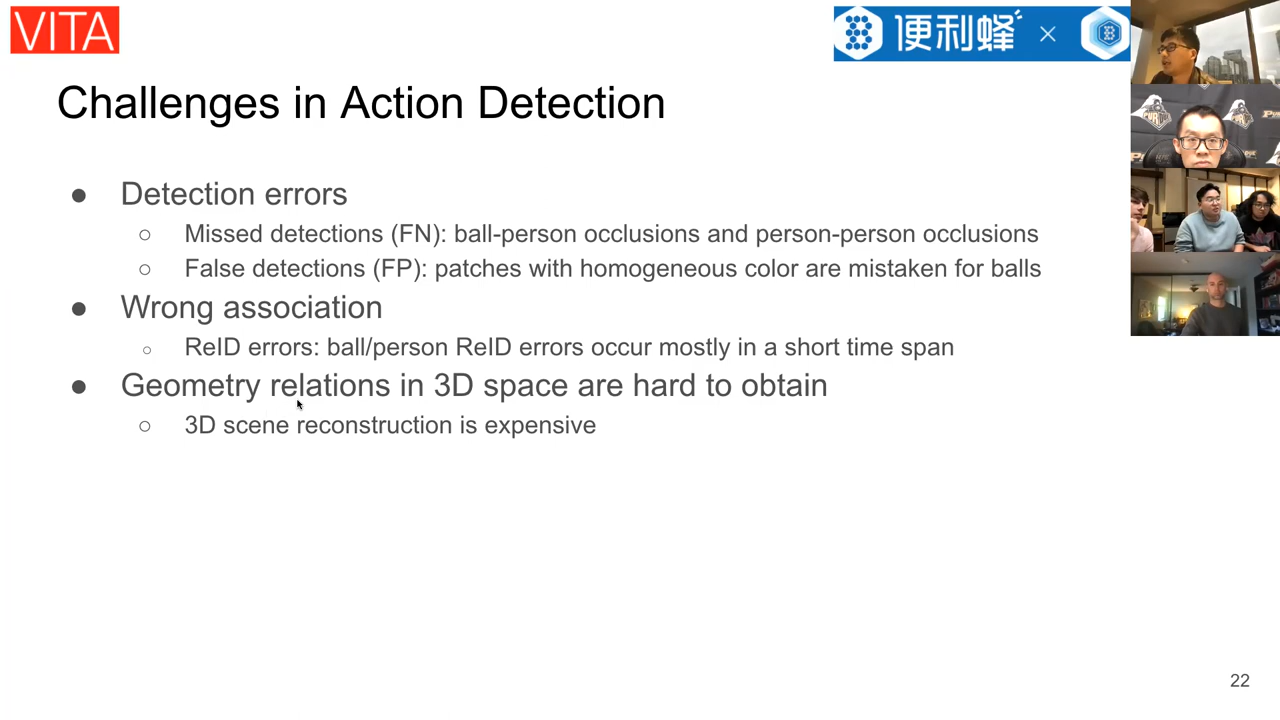 VITA
便利蜂 ×
Challenges in Action Detection
● Detection errors
○ Missed detections (FN): ball-person occlusions and person-person occlusions
○ False detections (FP): patches with homogeneous color are mistaken for balls
● Wrong association
○ ReID errors: ball/person ReID errors occur mostly in a short time span
● Geometry relations in 3D space are hard to obtain
○ 3D scene reconstruction is expensive
22